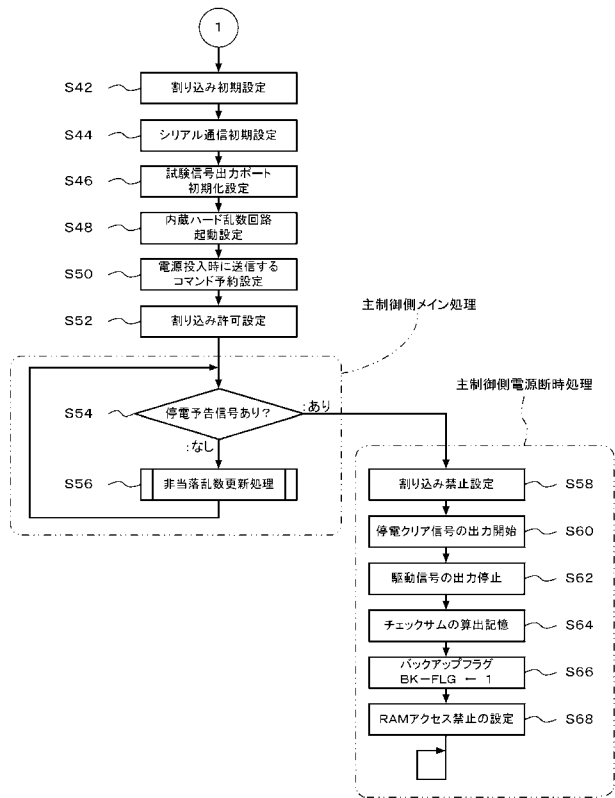 1
S42
割り込み初期設定
S44
シリアル通信初期設定
S46
試験信号出力ポート
初期化設定
S48
内蔵ハード乱数回路
起動設定
S50
電源投入時に送信する
コマンド予約設定
S52
割り込み許可設定
主制御側メイン処理
主制御側電源断時処理
S54
停電予告信号あり？
:あり
:なし
S56
非当落乱数更新処理
割り込み禁止設定
S58
停電クリア信号の出力開始
S60
駆動信号の出力停止
S62
チェックサムの算出記憶
S64
バックアップフラグ
BK－FLG ← 1
S66
RAMアクセス禁止の設定
S68